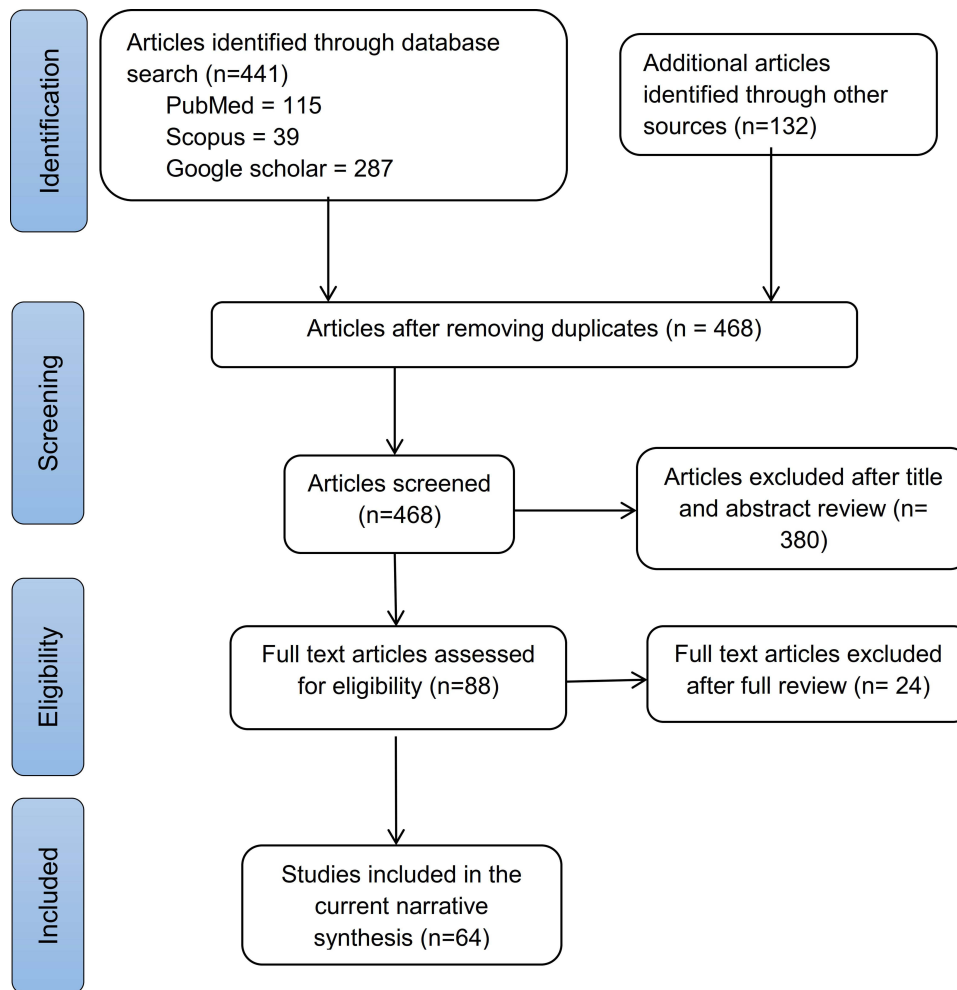 Identification
Articles identified through database
search (n=441)
PubMed = 115
Scopus = 39
Google scholar = 287
Additional articles
identified through other
sources (n=132)
Screening
Articles after removing duplicates (n = 468)
Articles screened
(n=468)
Articles excluded after title
and abstract review (n=
380)
Eligibility
Full text articles assessed
for eligibility (n=88)
Full text articles excluded
after full review (n= 24)
Included
Studies included in the
current narrative
synthesis (n=64)